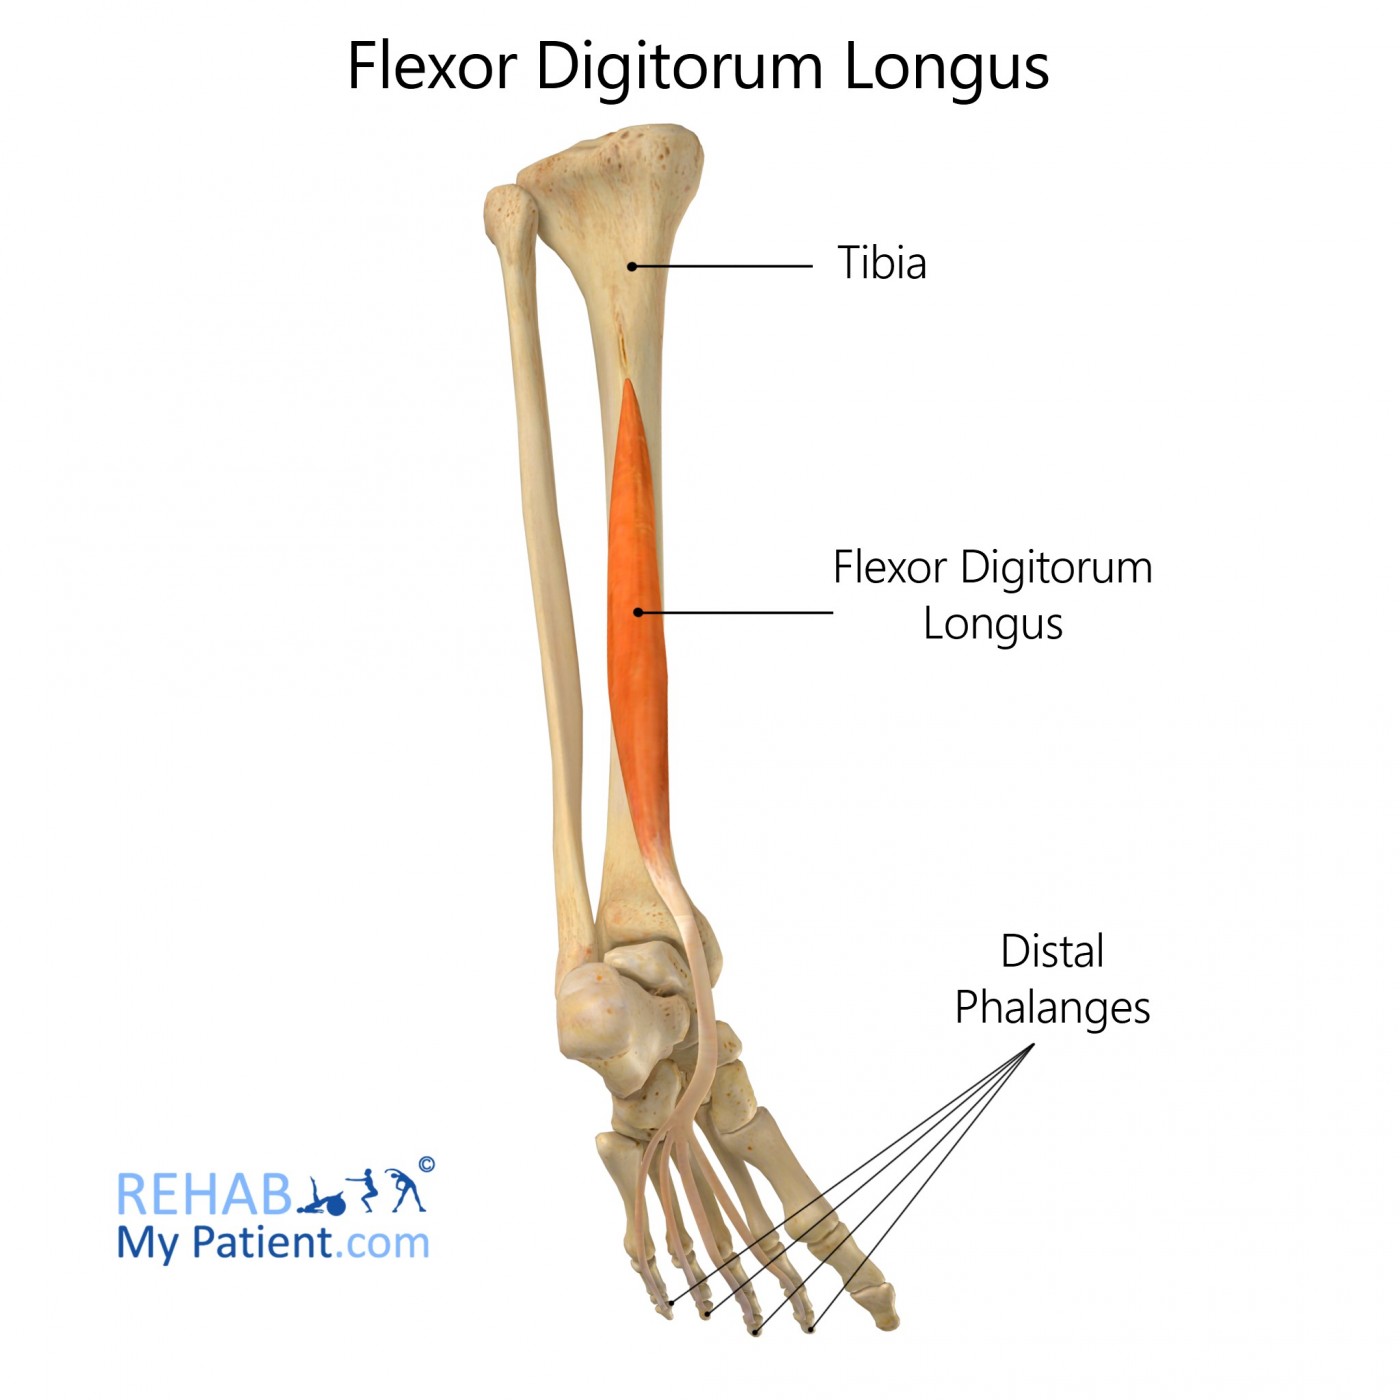 Flexor Digitorum Longus
Tibia
Flexor Digitorum
Longus
Distal
Phalanges
REHAB ©
My Patient.com